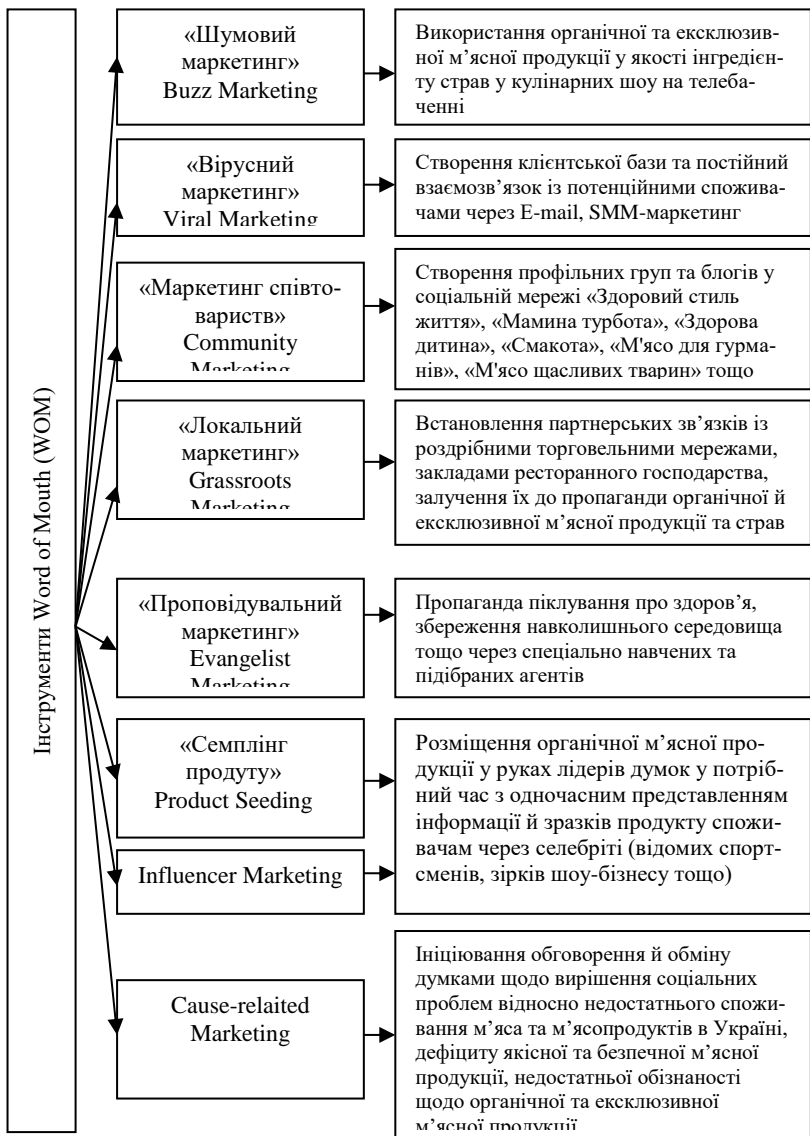 Інструменти Word of Mouth (WOM)
«Шумовий
маркетинг»
Buzz Marketing
Використання органічної та ексклюзив-
ної м’ясної продукції у якості інгредієн-
ту страв у кулінарних шоу на телеба-
ченні
«Вірусний
маркетинг»
Viral Marketing
Створення клієнтської бази та постійний
взаємозв’язок із потенційними спожива-
чами через E-mail, SMM-маркетинг
«Маркетинг співто-
вариств»
Community
Marketing
Створення профільних груп та блогів у
соціальній мережі «Здоровий стиль
життя», «Мамина турбота», «Здорова
дитина», «Смакота», «М'ясо для гурма-
нів», «М'ясо щасливих тварин» тощо
«Локальний
маркетинг»
Grassroots
Marketing
Встановлення партнерських зв’язків із
роздрібними торговельними мережами,
закладами ресторанного господарства,
залучення їх до пропаганди органічної й
ексклюзивної м’ясної продукції та страв
«Проповідувальний
маркетинг»
Evangelist
Marketing
Пропаганда піклування про здоров’я,
збереження навколишнього середовища
тощо через спеціально навчених та
підібраних агентів
«Семплінг
продуту»
Product Seeding
Influencer Marketing
Розміщення органічної м’ясної про-
дукції у руках лідерів думок у потріб-
ний час з одночасним представленням
інформації й зразків продукту спожи-
вачам через селебріті (відомих спорт-
сменів, зірків шоу-бізнесу тощо)
Cause-relaited
Marketing
Ініціювання обговорення й обміну
думками щодо вирішення соціальних
проблем відносно недостатнього спожи-
вання м’яса та м’ясопродуктів в Україні,
дефіциту якісної та безпечної м’ясної
продукції, недостатньої обізнаності
щодо органічної та ексклюзивної
м’ясної продукції